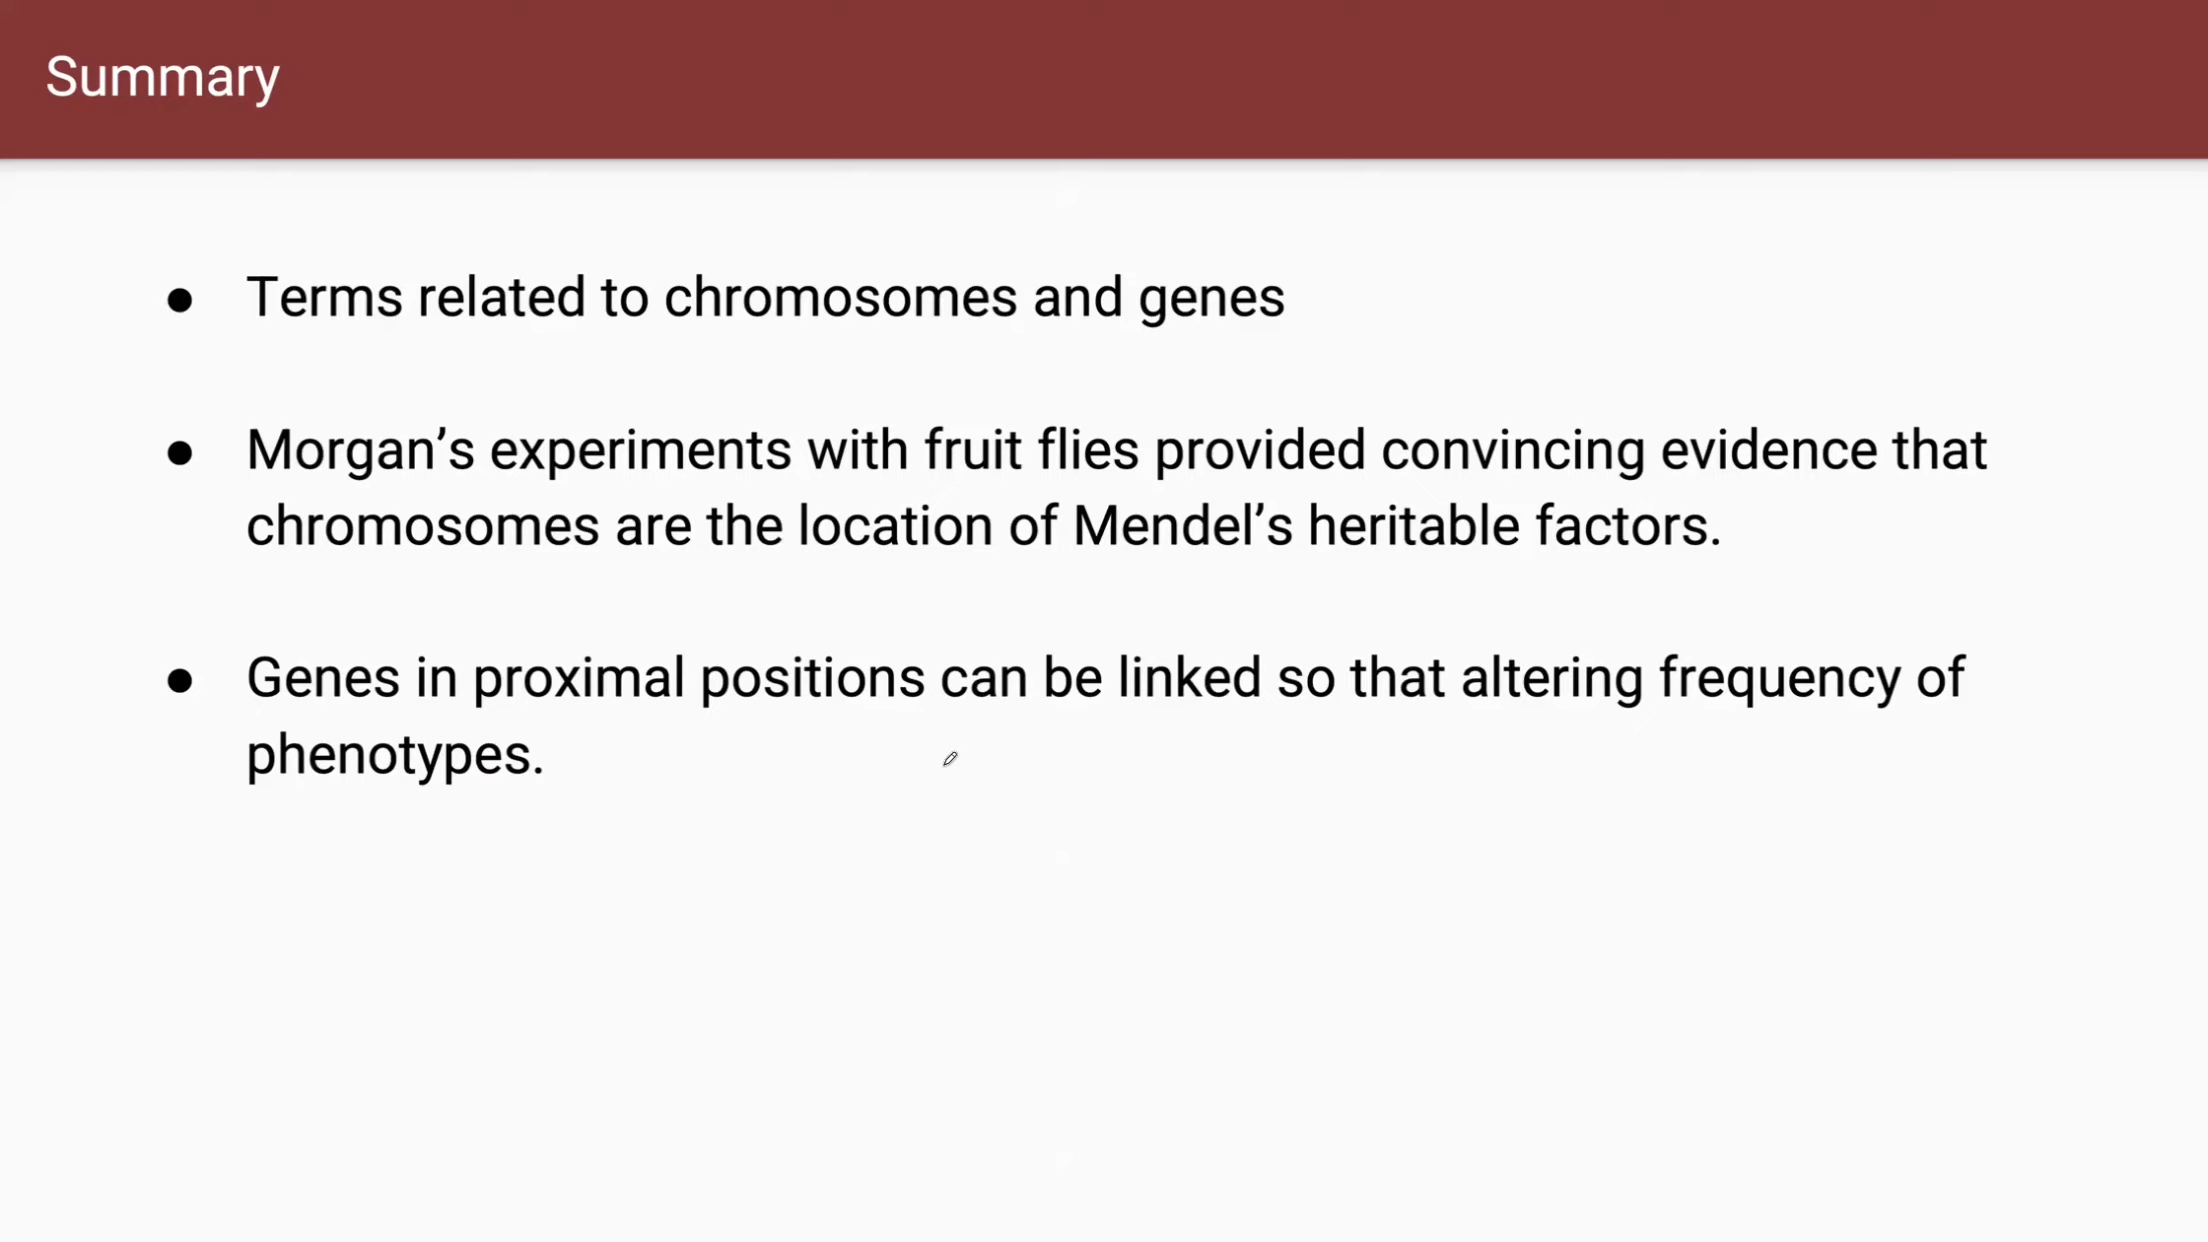 Summary
● Terms related to chromosomes and genes
● Morgan’s experiments with fruit flies provided convincing evidence that
chromosomes are the location of Mendel’s heritable factors.
● Genes in proximal positions can be linked so that altering frequency of
phenotypes.